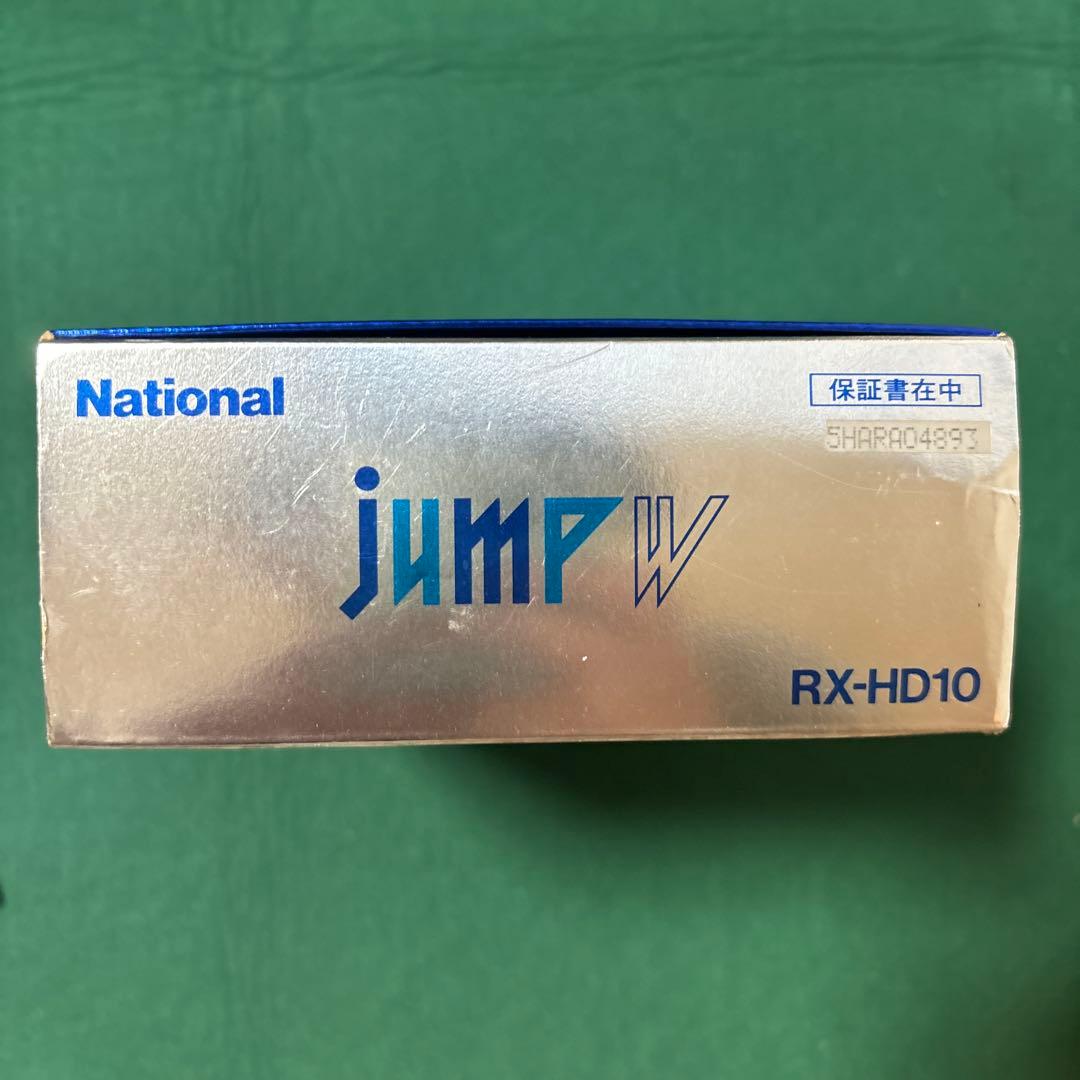 National
保証書在中
5HARA04893
jump W
RX-HD10